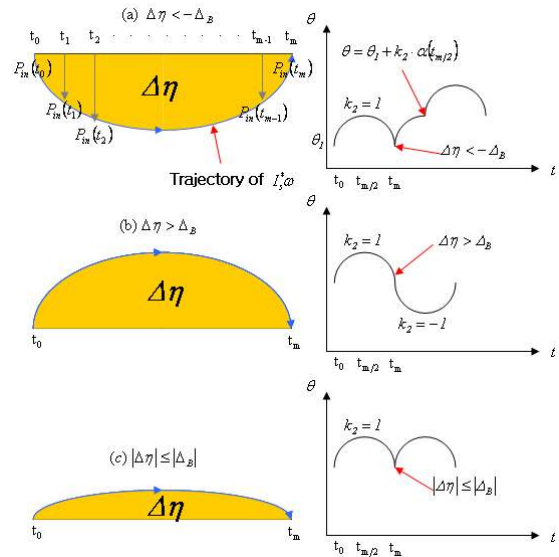 (a) Δη < −Δ_B
t₀ t₁ t₂ · · · · · · · · t_{m-1} t_m
P_in(t₀)
P_in(t₁)
P_in(t₂)
P_in(t_{m-1})
P_in(t_m)
Δη
Trajectory of I_s^*ω
θ
θ = θ₁ + k₂ · α(t_{m/2})
k₂ = 1
θ₁
Δη < −Δ_B
t₀ t_{m/2} t_m t
(b) Δη > Δ_B
Δη
t₀ t_m
θ
k₂ = 1
Δη > Δ_B
k₂ = −1
t₀ t_{m/2} t_m t
(c) |Δη| ≤ |Δ_B|
Δη
t₀ t_m
θ
k₂ = 1
|Δη| ≤ |Δ_B|
t₀ t_{m/2} t_m t